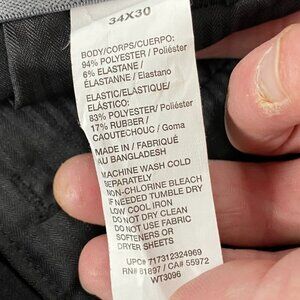 34X30
BODY/CORPS/CUERPO:
94% POLYESTER / Poliéster
6% ELASTANE /
ÉLASTANNE / Elastano
ELASTIC/ÉLASTIQUE/
ELÁSTICO:
83% POLYESTER / Poliéster
17% RUBBER /
CAOUTCHOUC / Goma
MADE IN / FABRIQUÉ
AU BANGLADESH
MACHINE WASH COLD
SEPARATELY
NON-CHLORINE BLEACH
IF NEEDED TUMBLE DRY
LOW COOL IRON
DO NOT DRY CLEAN
DO NOT USE FABRIC
SOFTENERS OR
DRYER SHEETS
UPC# 717312324969
RN# 81897 / CA# 55972
WT3096